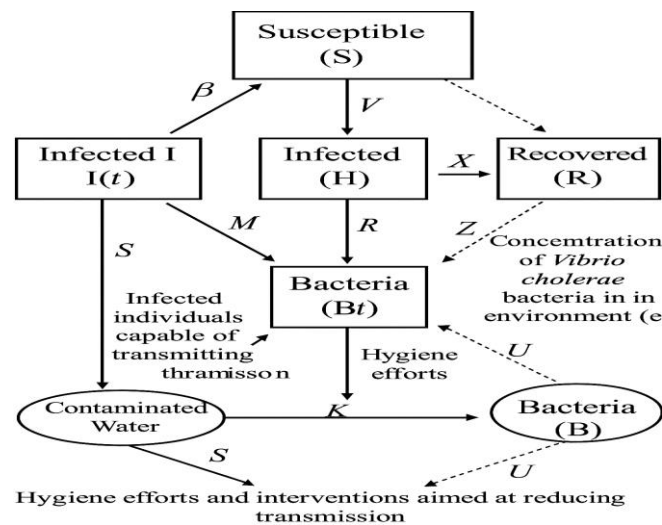 Susceptible
(S)
β
V
Infected I
I(t)
Infected
(H)
X
Recovered
(R)
S
M
R
Z
Concemtration
of Vibrio
cholerae
bacteria in in
environment (e
Bacteria
(Bt)
Infected
individuals
capable of
transmitting
thramisson
Hygiene
efforts
U
Contaminated
Water
K
Bacteria
(B)
S
U
Hygiene efforts and interventions aimed at reducing
transmission